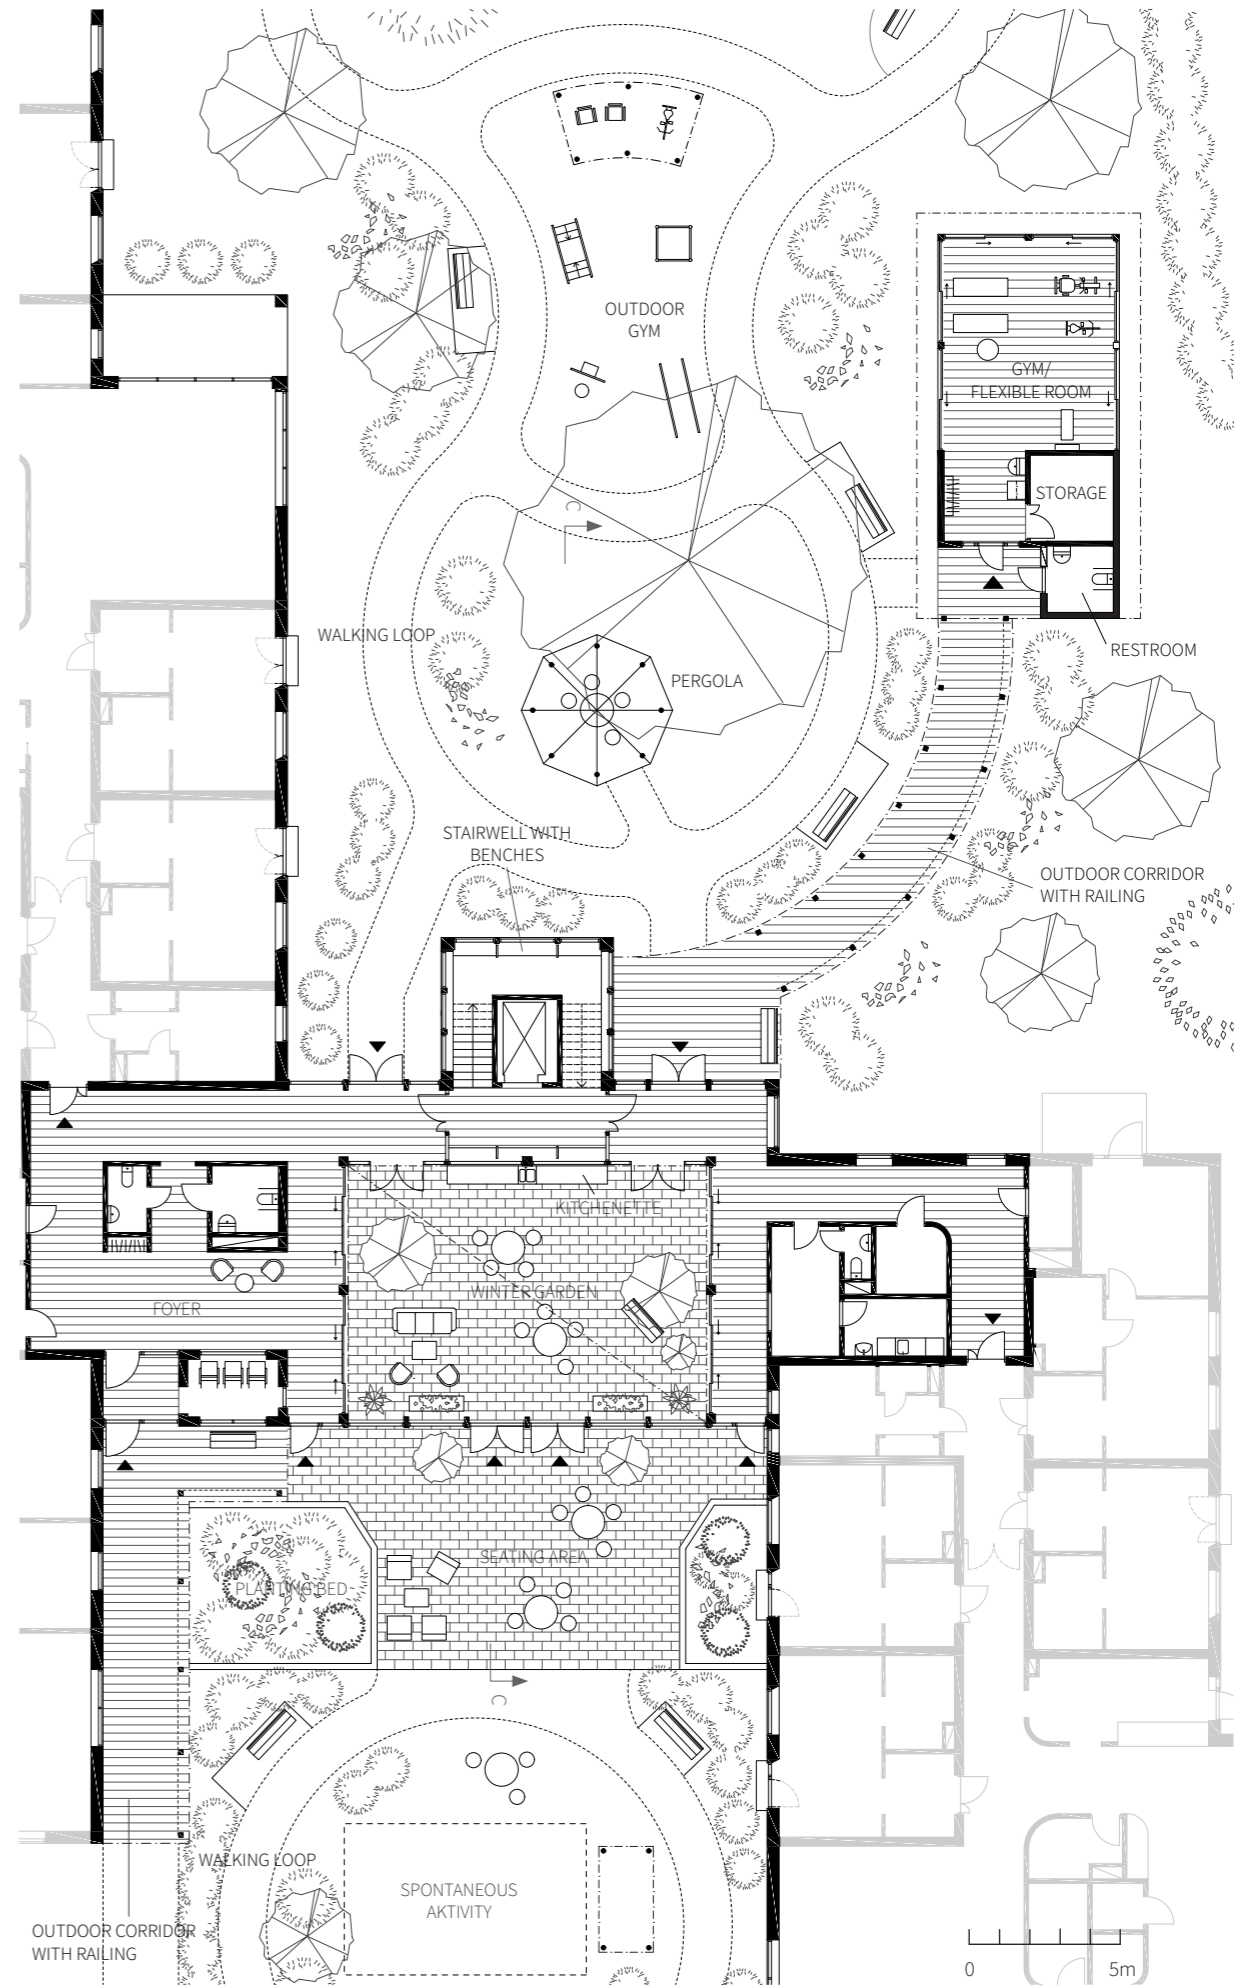 OUTDOOR
GYM
GYM/
FLEXIBLE ROOM
STORAGE
C
WALKING LOOP
RESTROOM
PERGOLA
STAIRWELL WITH
BENCHES
OUTDOOR CORRIDOR
WITH RAILING
KITCHENETTE
WINTER GARDEN
FOYER
SEATING AREA
PLANTING BED
C
WALKING LOOP
SPONTANEOUS
AKTIVITY
OUTDOOR CORRIDOR
WITH RAILING
0 5m